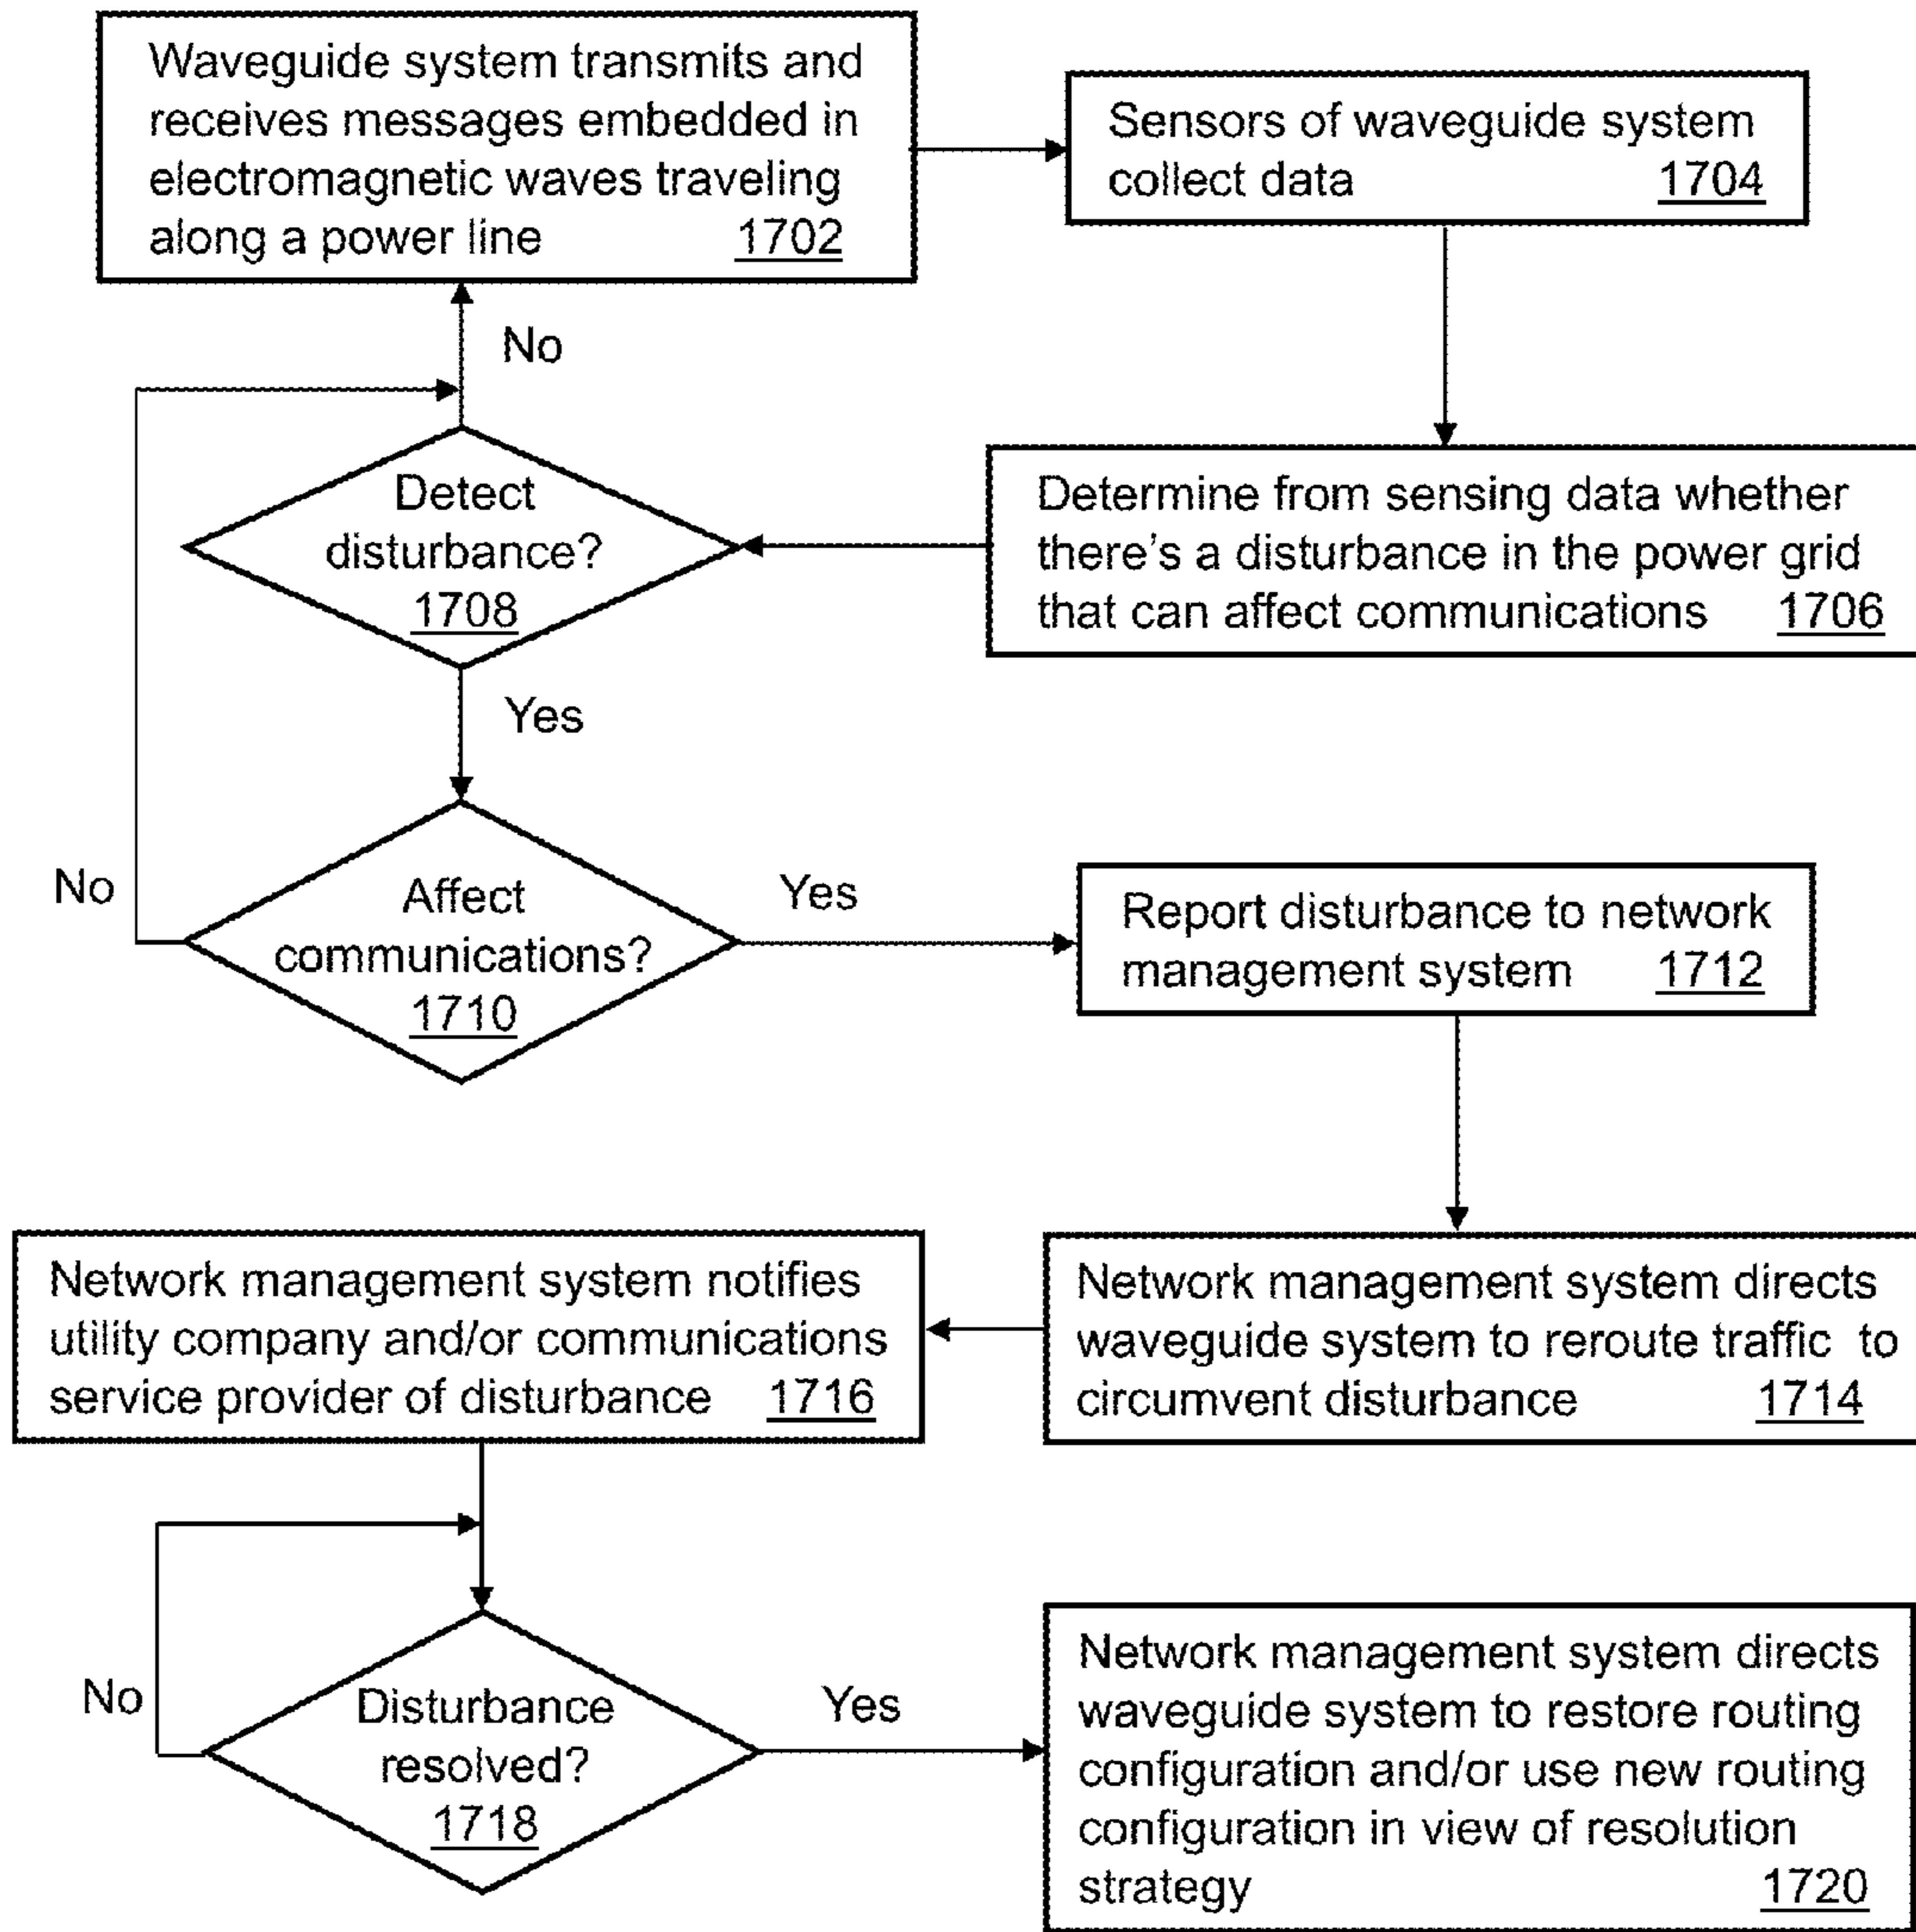 Waveguide system transmits and
receives messages embedded in
electromagnetic waves traveling
along a power line 1702
Sensors of waveguide system
collect data 1704
Determine from sensing data whether
there's a disturbance in the power grid
that can affect communications 1706
No
Detect
disturbance?
1708
Yes
Affect
communications?
1710
No
Yes
Report disturbance to network
management system 1712
Network management system directs
waveguide system to reroute traffic to
circumvent disturbance 1714
Network management system notifies
utility company and/or communications
service provider of disturbance 1716
Disturbance
resolved?
1718
No
Yes
Network management system directs
waveguide system to restore routing
configuration and/or use new routing
configuration in view of resolution
strategy 1720